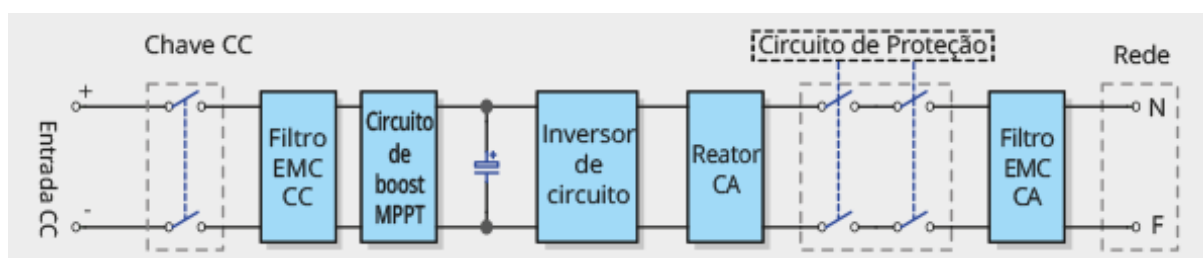 Chave CC
Circuito de Proteção
Rede
+
Entrada CC
-
Filtro
EMC
CC
Circuito
de
boost
MPPT
+
Inversor
de
circuito
Reator
CA
Filtro
EMC
CA
N
F